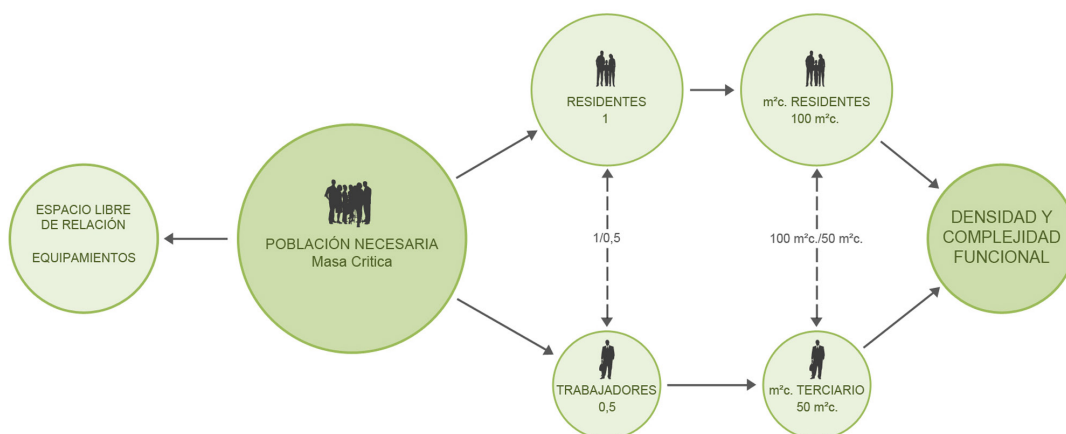 ESPACIO LIBRE
DE RELACIÓN
EQUIPAMIENTOS
POBLACIÓN NECESARIA
Masa Critica
RESIDENTES
1
m²c. RESIDENTES
100 m²c.
1/0,5
100 m²c./50 m²c.
TRABAJADORES
0,5
m²c. TERCIARIO
50 m²c.
DENSIDAD Y
COMPLEJIDAD
FUNCIONAL